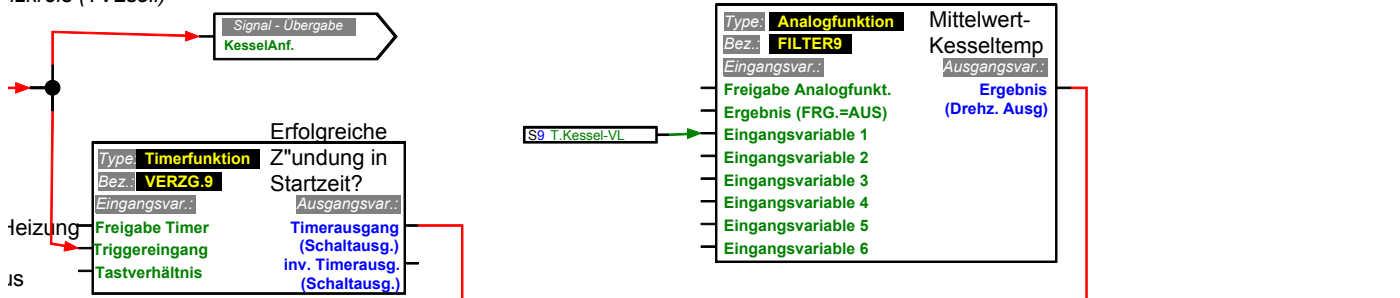 Signal - Übergabe
KesselAnf.
Erfolgreiche
Z"undung in
Startzeit?
Type: Timerfunktion
Bez.: VERZG.9
Eingangsvar.: Ausgangsvar.:
Freigabe Timer Timerausgang
Triggereingang (Schaltausg.)
Tastverhältnis inv. Timerausg.
(Schaltausg.)
Heizung
us
S9 T.Kessel-VL
Type: Analogfunktion Mittelwert-
Bez.: FILTER9 Kesseltemp
Eingangsvar.: Ausgangsvar.:
Freigabe Analogfunkt. Ergebnis
Ergebnis (FRG.=AUS) (Drehz. Ausg)
Eingangsvariable 1
Eingangsvariable 2
Eingangsvariable 3
Eingangsvariable 4
Eingangsvariable 5
Eingangsvariable 6